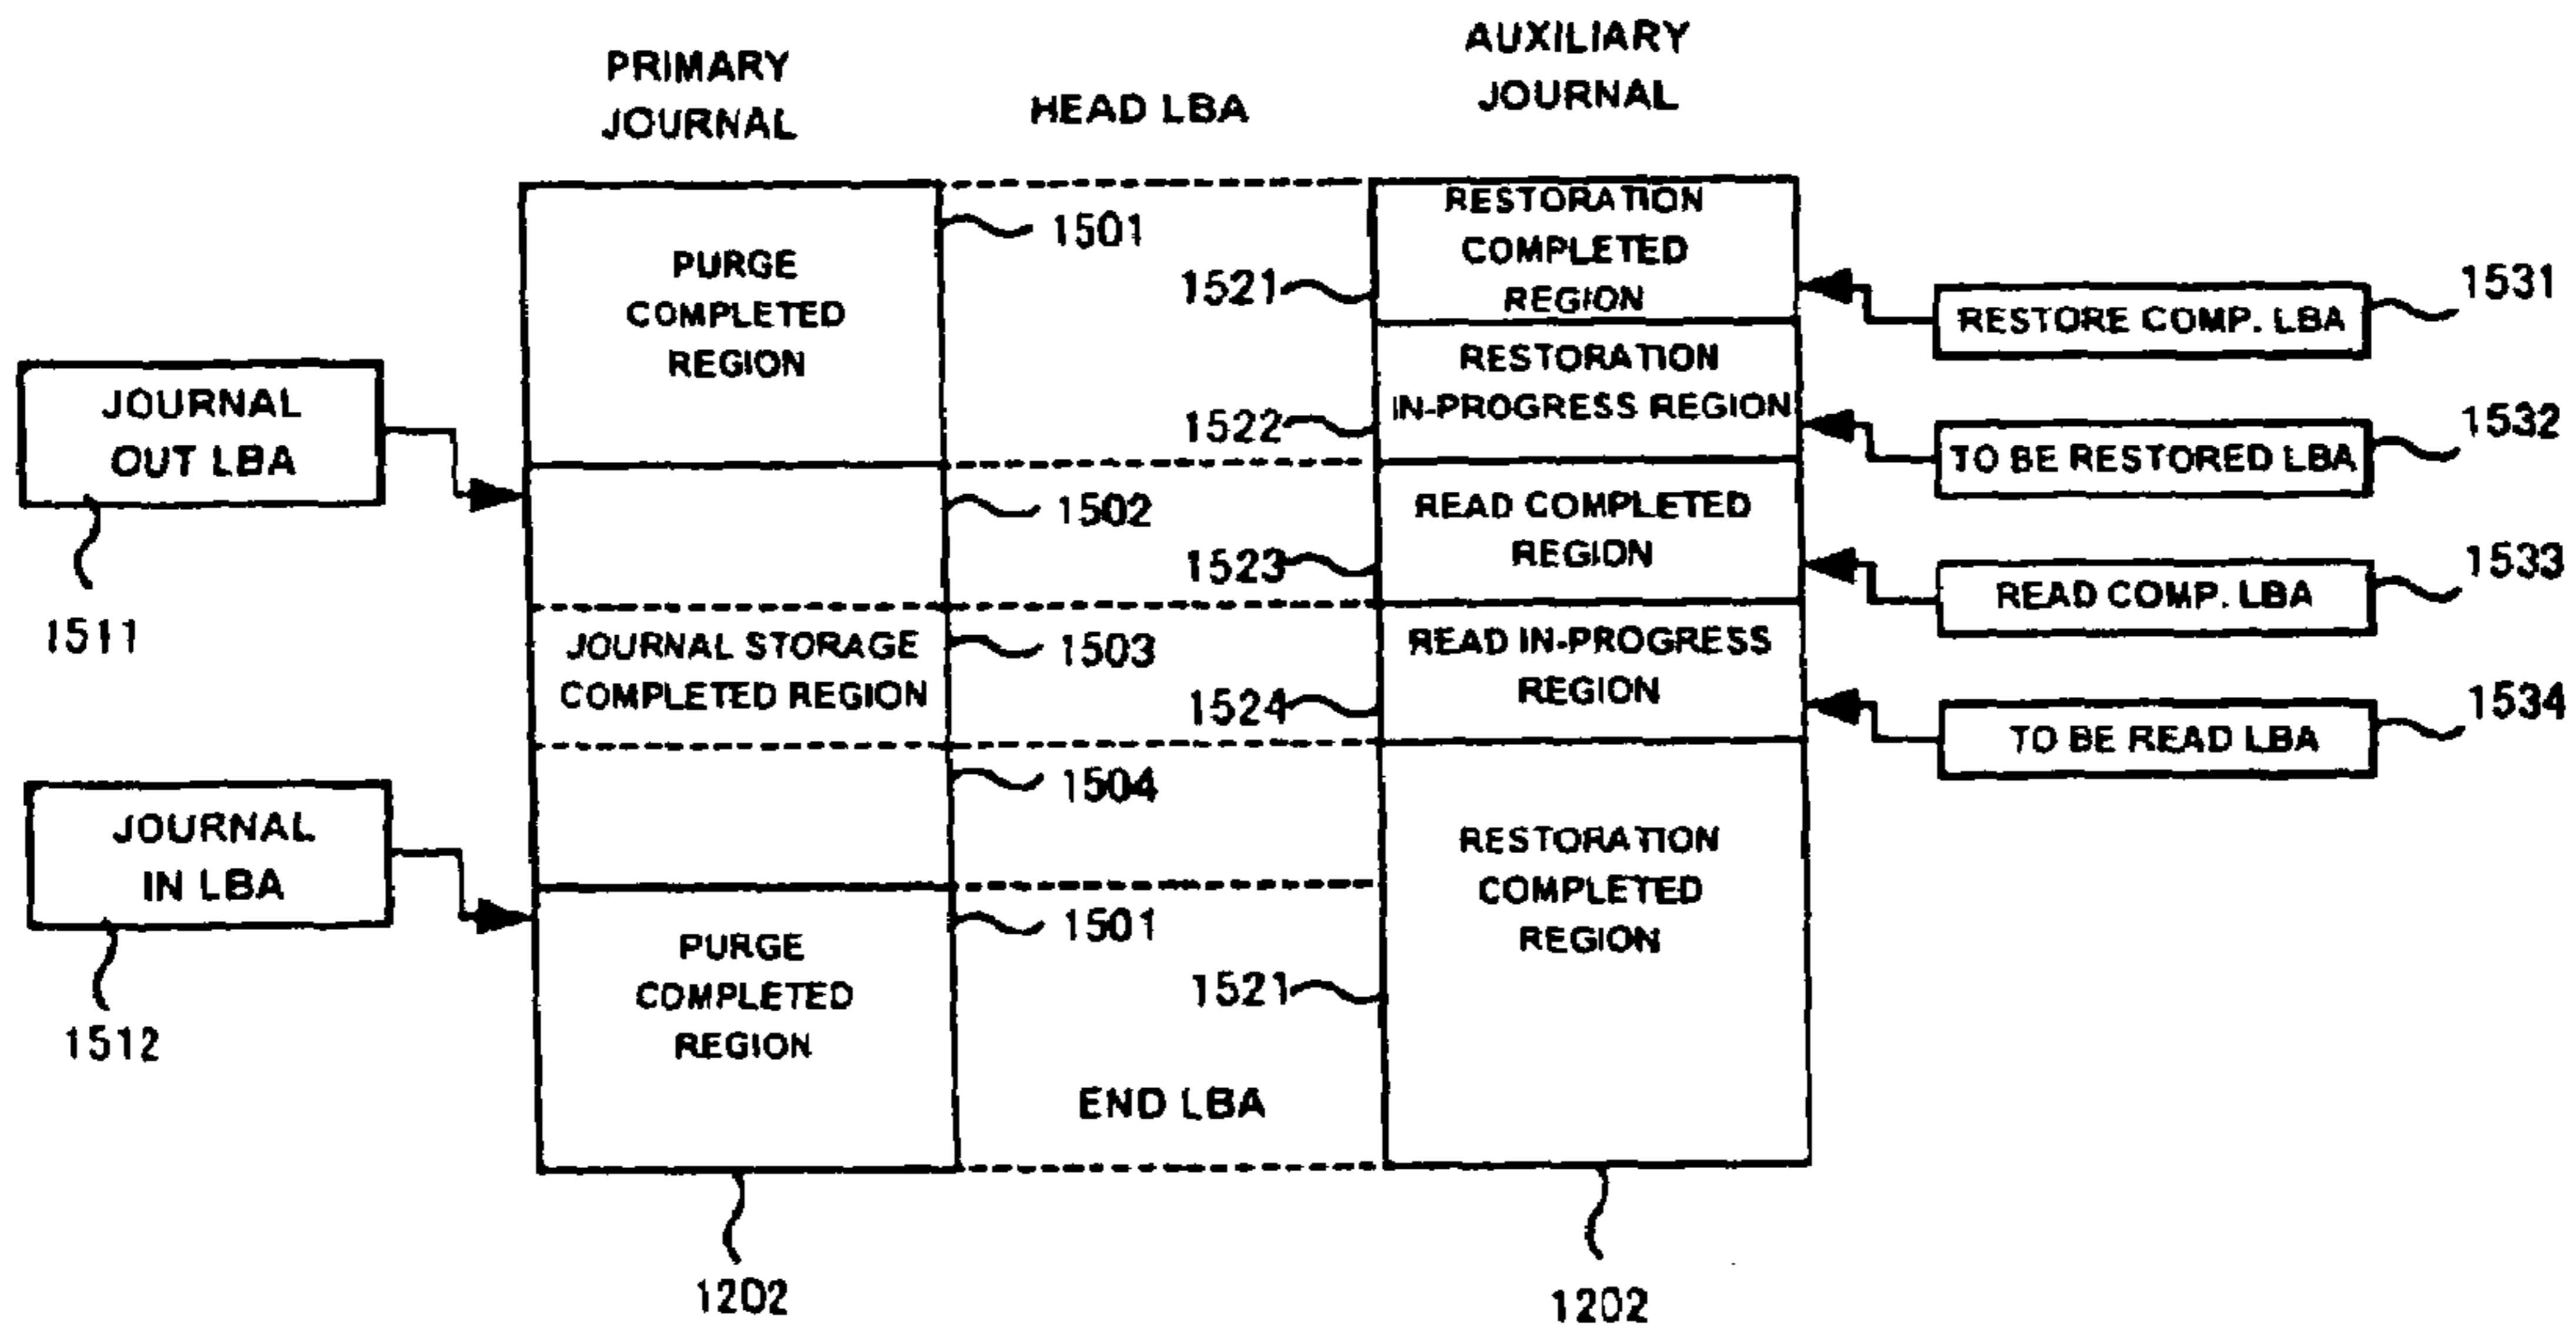 PRIMARY
JOURNAL
HEAD LBA
AUXILIARY
JOURNAL
PURGE
COMPLETED
REGION
1501
RESTORATION
COMPLETED
REGION
1521
RESTORE COMP. LBA
1531
JOURNAL
OUT LBA
1511
RESTORATION
IN-PROGRESS REGION
1522
TO BE RESTORED LBA
1532
1502
READ COMPLETED
REGION
1523
READ COMP. LBA
1533
JOURNAL STORAGE
COMPLETED REGION
1503
READ IN-PROGRESS
REGION
1524
TO BE READ LBA
1534
1504
JOURNAL
IN LBA
1512
PURGE
COMPLETED
REGION
1501
RESTORATION
COMPLETED
REGION
1521
END LBA
1202
1202